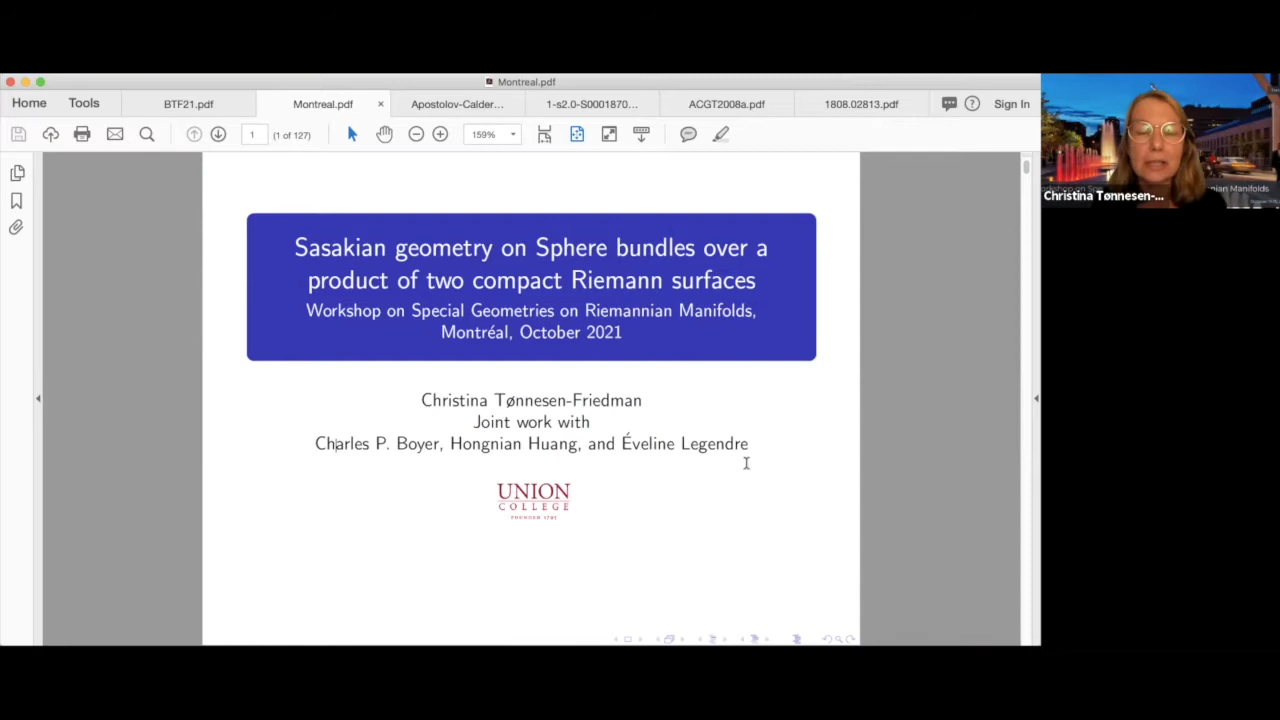 Montreal.pdf
Home
Tools
BTF21.pdf
Montreal.pdf
×
Apostolov-Calder...
1-s2.0-S0001870...
ACGT2008a.pdf
1808.02813.pdf
?
Sign In
1
(1 of 127)
159%
Sasakian geometry on Sphere bundles over a
product of two compact Riemann surfaces
Workshop on Special Geometries on Riemannian Manifolds,
Montréal, October 2021
Christina Tønnesen-Friedman
Joint work with
Charles P. Boyer, Hongnian Huang, and Éveline Legendre
UNION
COLLEGE
FOUNDED 1795
Manifolds
Christina Tønnesen-...